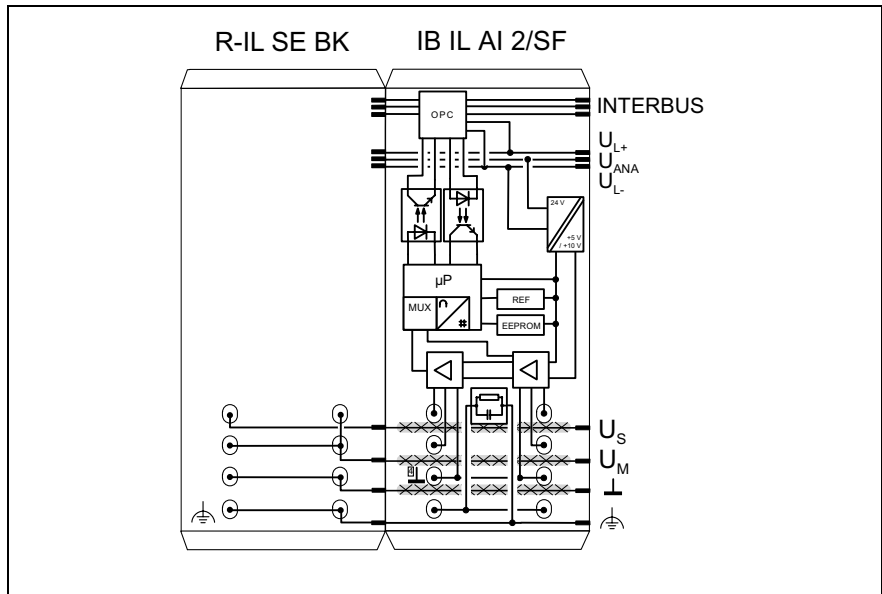 R-IL SE BK
IB IL AI 2/SF
INTERBUS
OPC
UL+
UANA
UL-
24 V
+5 V
/ +10 V
µP
MUX
∩
#
REF
EEPROM
US
UM